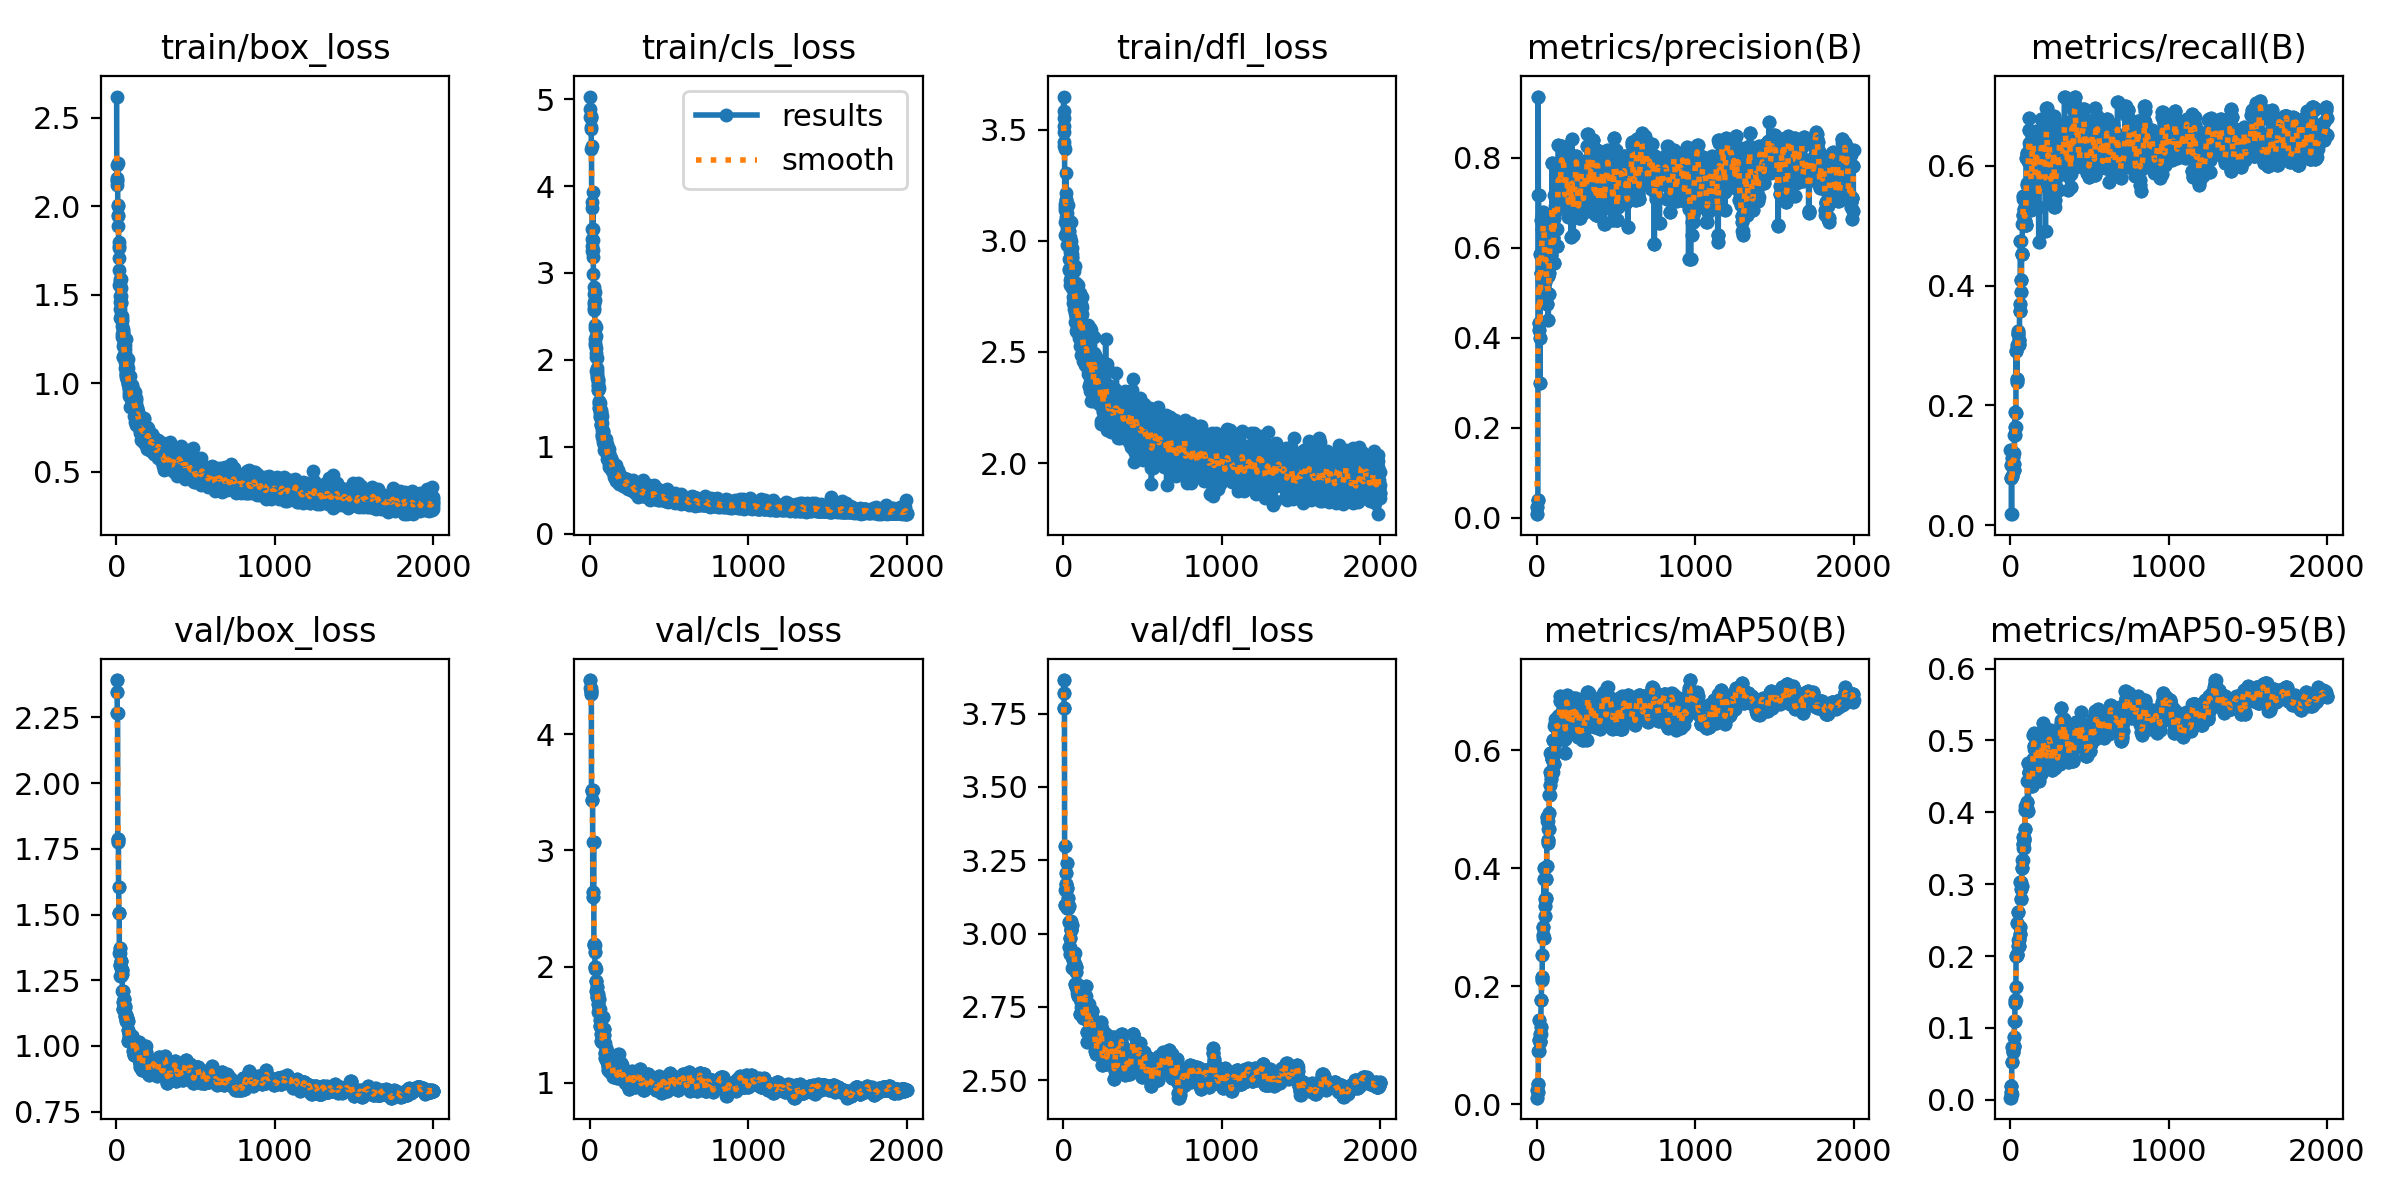 train/box_loss
2.5
2.0
1.5
1.0
0.5
0 1000 2000
train/cls_loss
results
smooth
5
4
3
2
1
0
0 1000 2000
train/dfl_loss
3.5
3.0
2.5
2.0
0 1000 2000
metrics/precision(B)
0.8
0.6
0.4
0.2
0.0
0 1000 2000
metrics/recall(B)
0.6
0.4
0.2
0.0
0 1000 2000
val/box_loss
2.25
2.00
1.75
1.50
1.25
1.00
0.75
0 1000 2000
val/cls_loss
4
3
2
1
0 1000 2000
val/dfl_loss
3.75
3.50
3.25
3.00
2.75
2.50
0 1000 2000
metrics/mAP50(B)
0.6
0.4
0.2
0.0
0 1000 2000
metrics/mAP50-95(B)
0.6
0.5
0.4
0.3
0.2
0.1
0.0
0 1000 2000